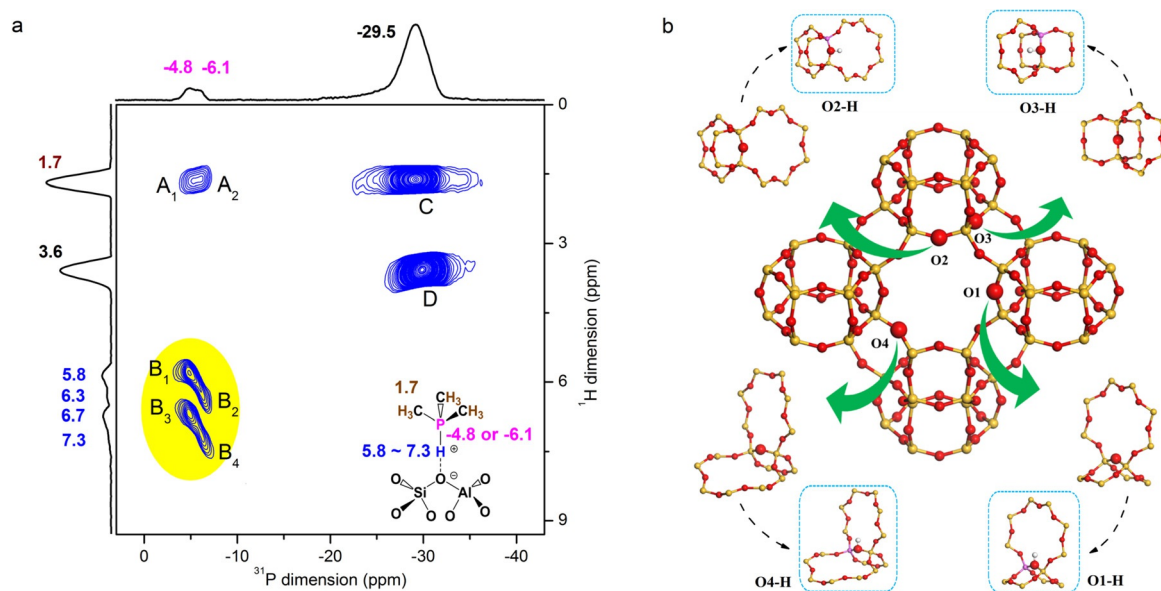 a
-29.5
-4.8 -6.1
1.7
3.6
5.8
6.3
6.7
7.3
A1 A2
C
D
B1
B2
B3
B4
1.7
CH3
H3C CH3
P -4.8 or -6.1
5.8 ~ 7.3 H ⊕
O ⊖
O Si Al O
O O O O
0
3
6
9
1H dimension (ppm)
0 -10 -20 -30 -40
31P dimension (ppm)
b
O2-H
O3-H
O3
O2
O1
O4
O4-H
O1-H